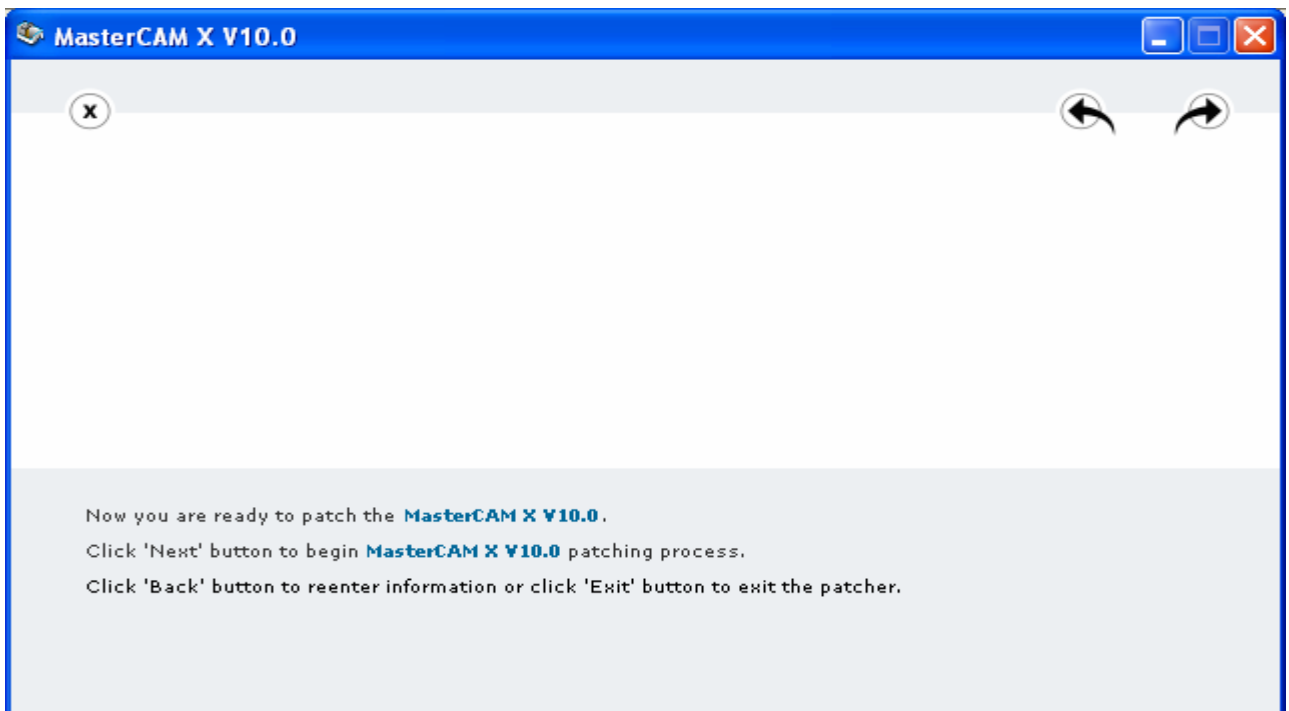 MasterCAM X V10.0
x
Now you are ready to patch the MasterCAM X V10.0.
Click 'Next' button to begin MasterCAM X V10.0 patching process.
Click 'Back' button to reenter information or click 'Exit' button to exit the patcher.